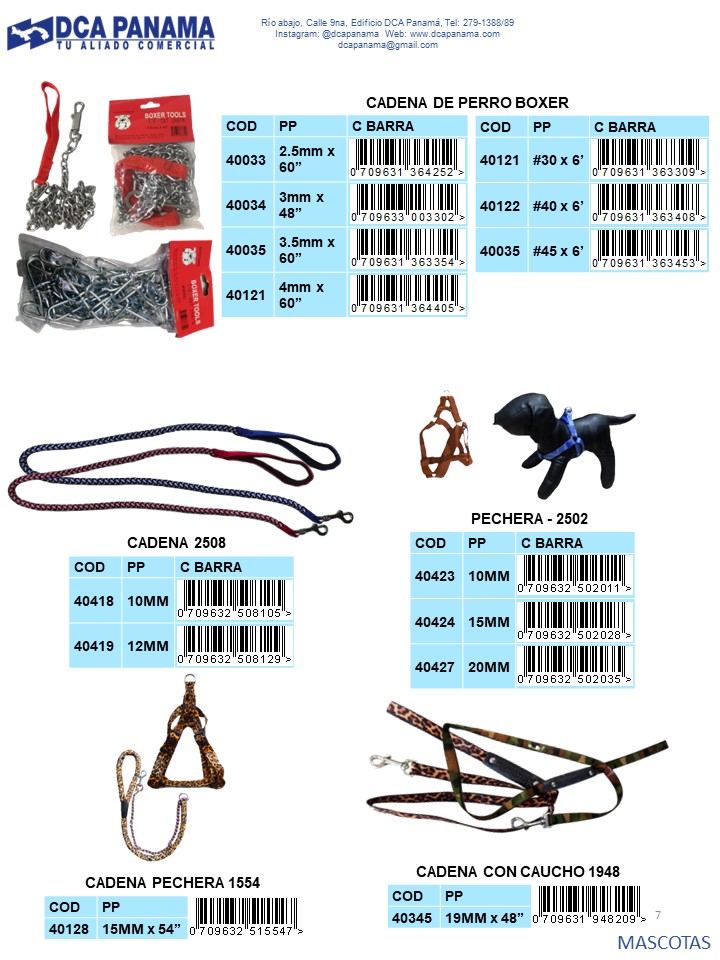 DCA PANAMA
TU ALIADO COMERCIAL
Río abajo, Calle 9na, Edificio DCA Panamá, Tel: 279-1388/89
Instagram: @dcapanama Web: www.dcapanama.com
dcapanama@gmail.com
BOXER TOOLS
BOXER TOOLS
CADENA DE PERRO BOXER
COD PP C BARRA
40033 2.5mm x 60” 0 709631 364252 >
40034 3mm x 48” 0 709633 003302 >
40035 3.5mm x 60” 0 709631 363354 >
40121 4mm x 60” 0 709631 364405 >
COD PP C BARRA
40121 #30 x 6’ 0 709631 363309 >
40122 #40 x 6’ 0 709631 363408 >
40035 #45 x 6’ 0 709631 363453 >
CADENA 2508
COD PP C BARRA
40418 10MM 0 709632 508105 >
40419 12MM 0 709632 508129 >
PECHERA - 2502
COD PP C BARRA
40423 10MM 0 709632 502011 >
40424 15MM 0 709632 502028 >
40427 20MM 0 709632 502035 >
CADENA PECHERA 1554
COD PP
40128 15MM x 54” 0 709632 515547 >
CADENA CON CAUCHO 1948
COD PP
40345 19MM x 48” 0 709631 948209 >
7
MASCOTAS